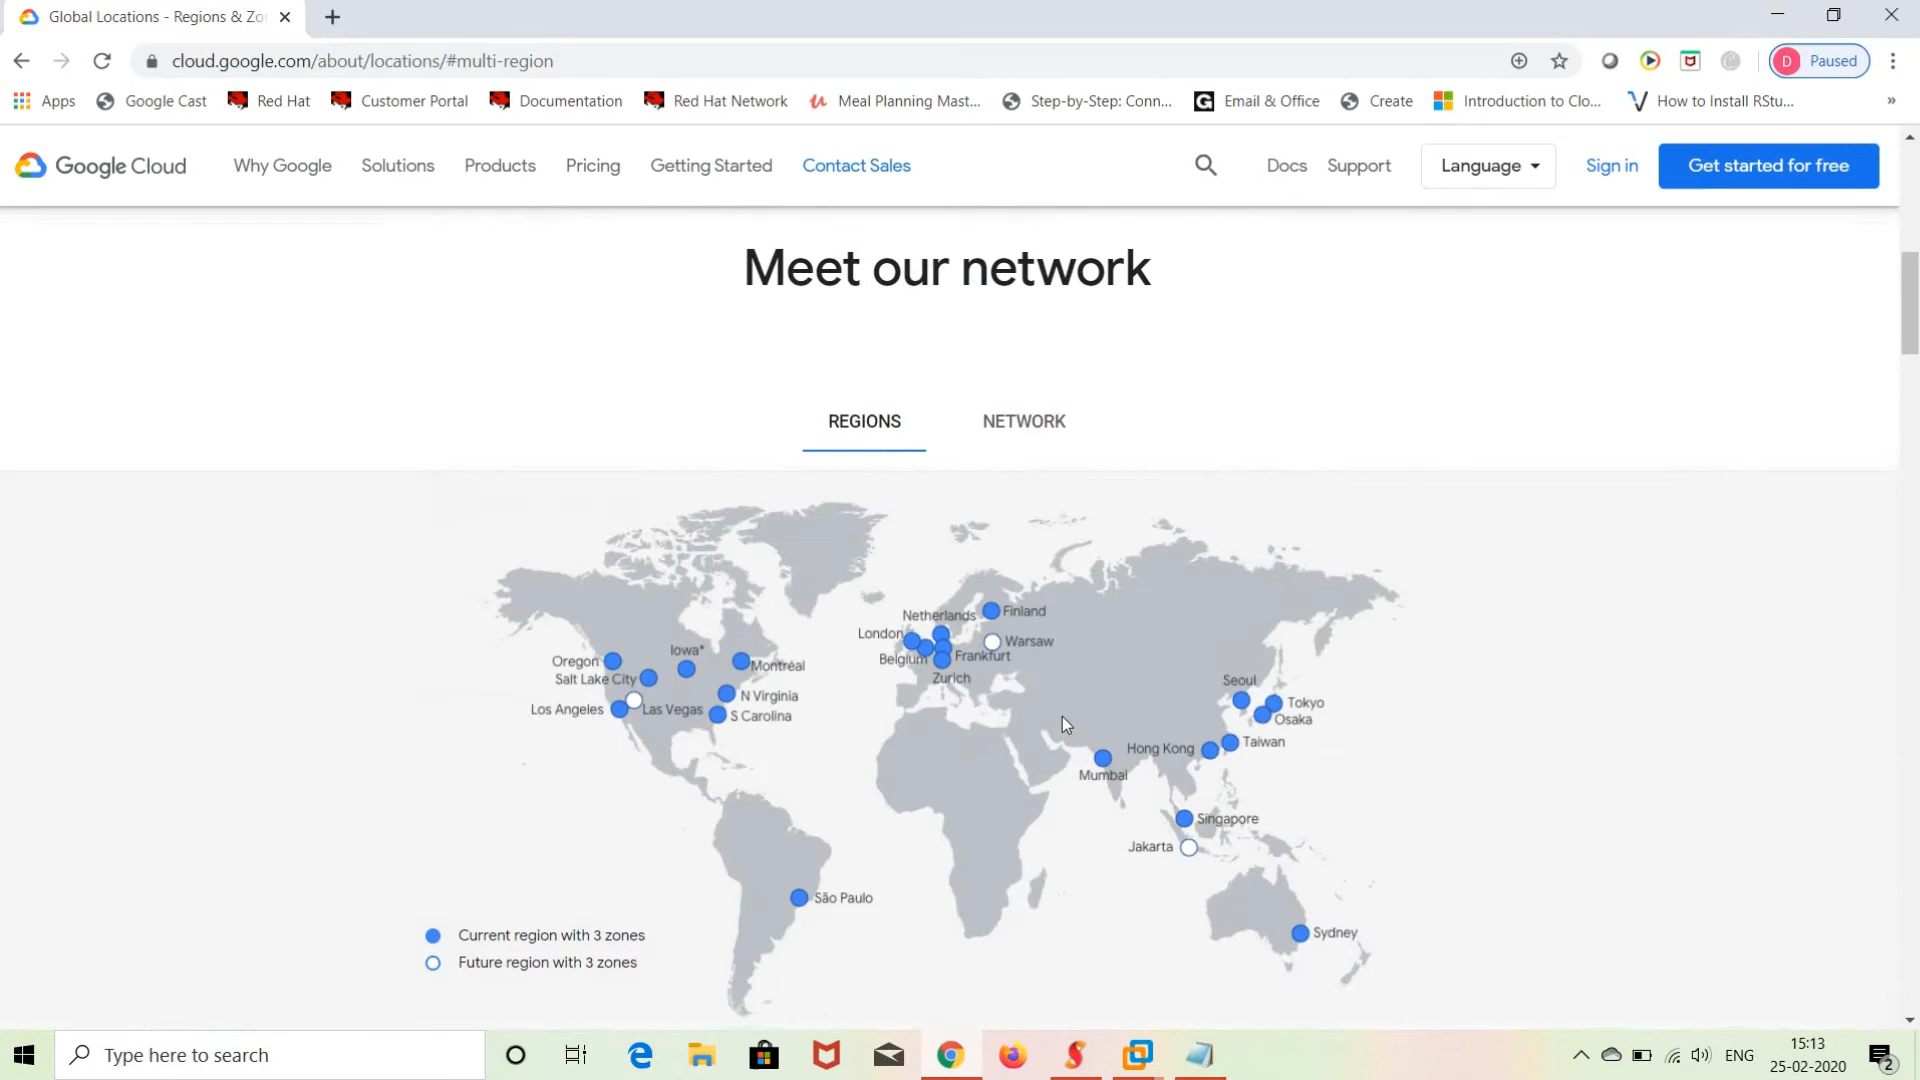 Global Locations - Regions & Zo
cloud.google.com/about/locations/#multi-region
D Paused
Apps Google Cast Red Hat Customer Portal Documentation Red Hat Network Meal Planning Mast... Step-by-Step: Conn... Email & Office Create Introduction to Clo... How to Install RStu... »
Google Cloud Why Google Solutions Products Pricing Getting Started Contact Sales Docs Support Language Sign in Get started for free
Meet our network
REGIONS NETWORK
Netherlands
Finland
London
Warsaw
Belgium
Frankfurt
Zurich
Iowa*
Oregon
Montréal
Salt Lake City
N Virginia
Los Angeles
Las Vegas
S Carolina
Seoul
Tokyo
Osaka
Taiwan
Hong Kong
Mumbai
Singapore
Jakarta
São Paulo
Sydney
Current region with 3 zones
Future region with 3 zones
Type here to search
ENG
15:13
25-02-2020
2